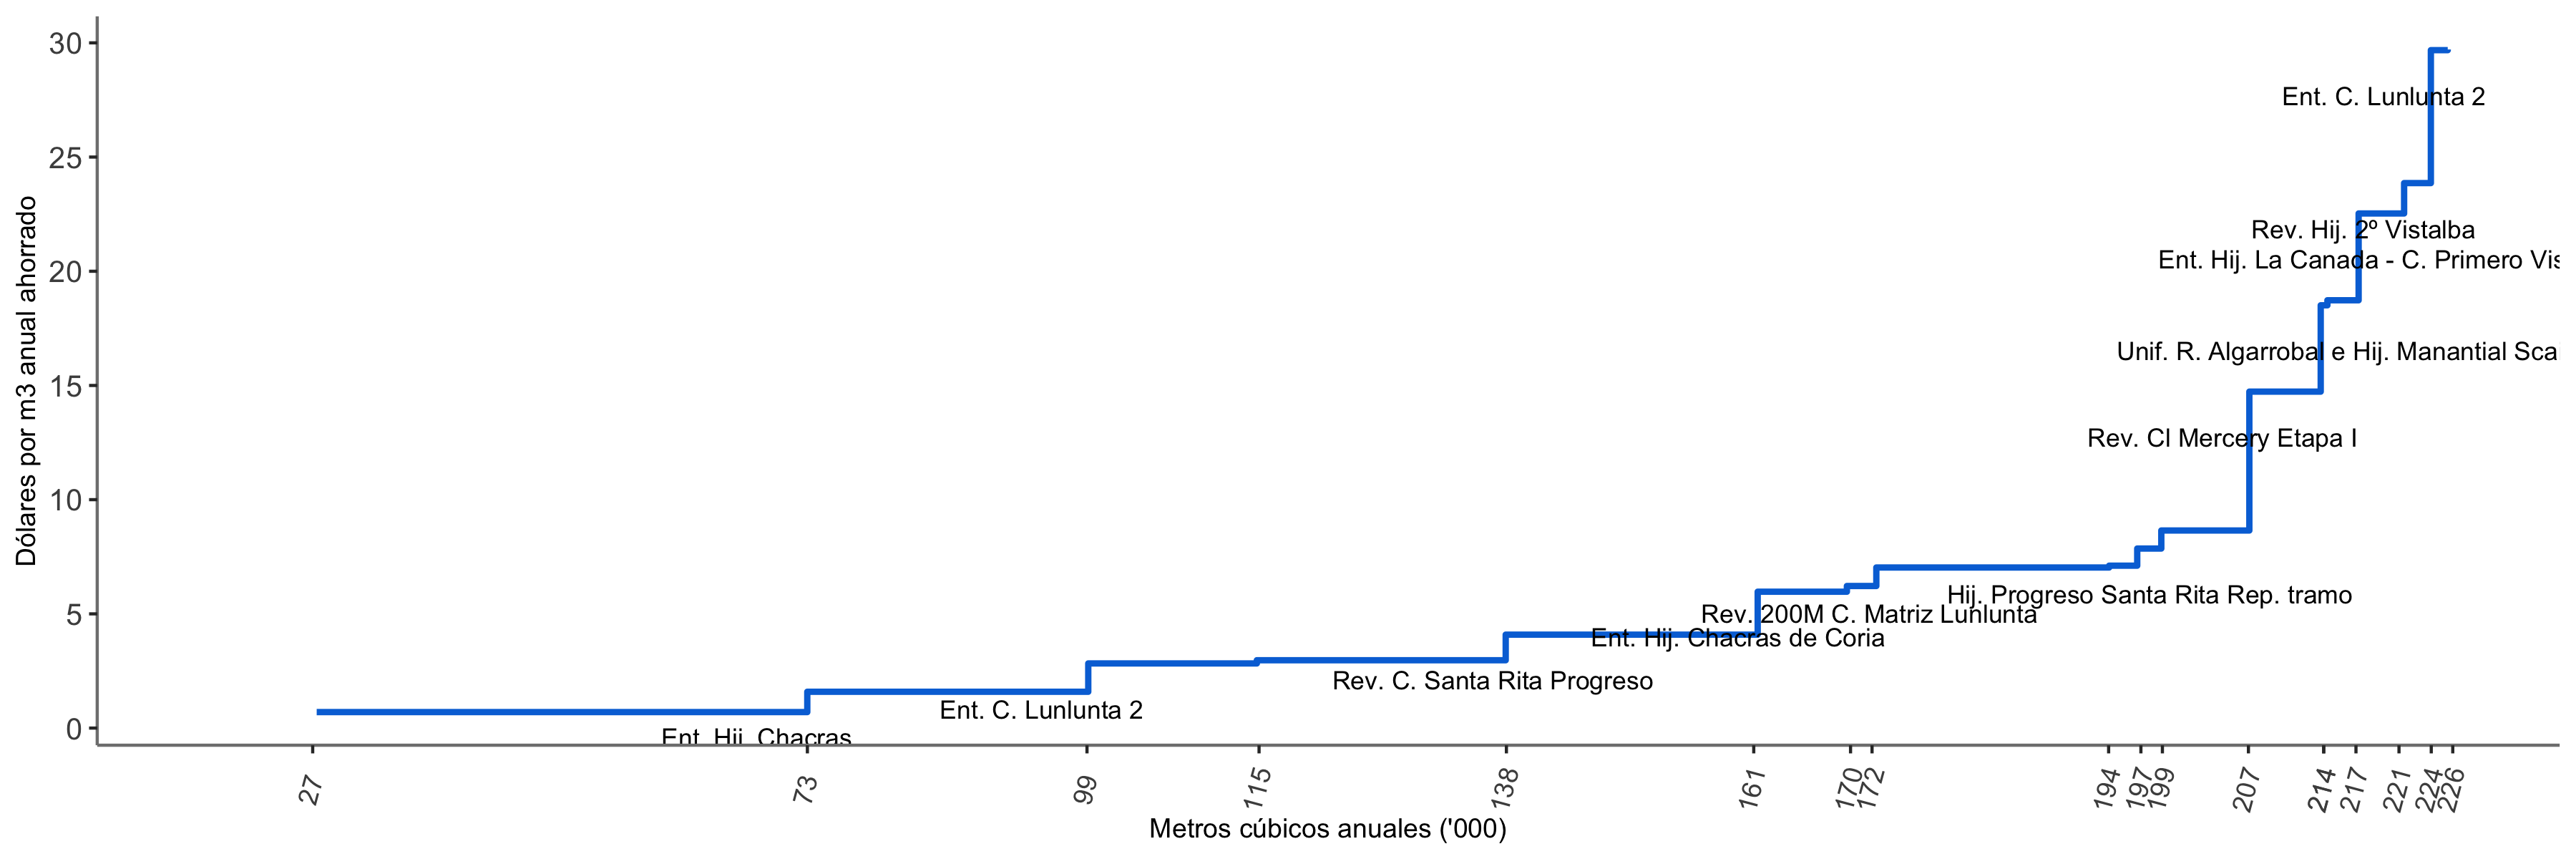 Dólares por m3 anual ahorrado
30
25
20
15
10
5
0
Ent. C. Lunlunta 2
Rev. Hij. 2º Vistalba
Ent. Hij. La Canada - C. Primero Vis
Unif. R. Algarrobal e Hij. Manantial Sca
Rev. CI Mercery Etapa I
Hij. Progreso Santa Rita Rep. tramo
Rev. 200M C. Matriz Lunlunta
Ent. Hij. Chacras de Coria
Rev. C. Santa Rita Progreso
Ent. C. Lunlunta 2
Ent. Hij. Chacras
27 73 99 115 138 161 170 172 194 197 199 207 214 217 221 224 226
Metros cúbicos anuales ('000)